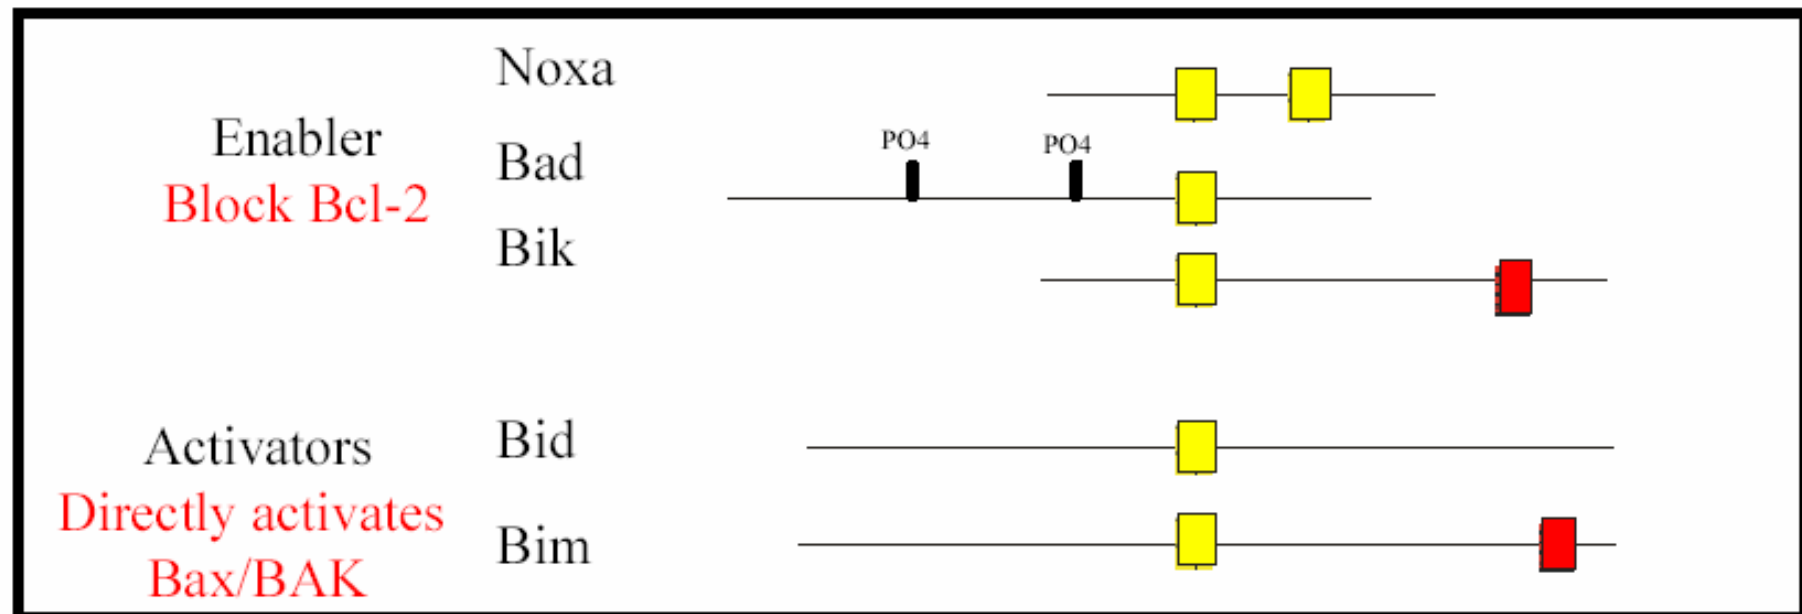 Noxa
Enabler
Block Bcl-2
PO4
PO4
Bad
Bik
Activators
Directly activates
Bax/BAK
Bid
Bim